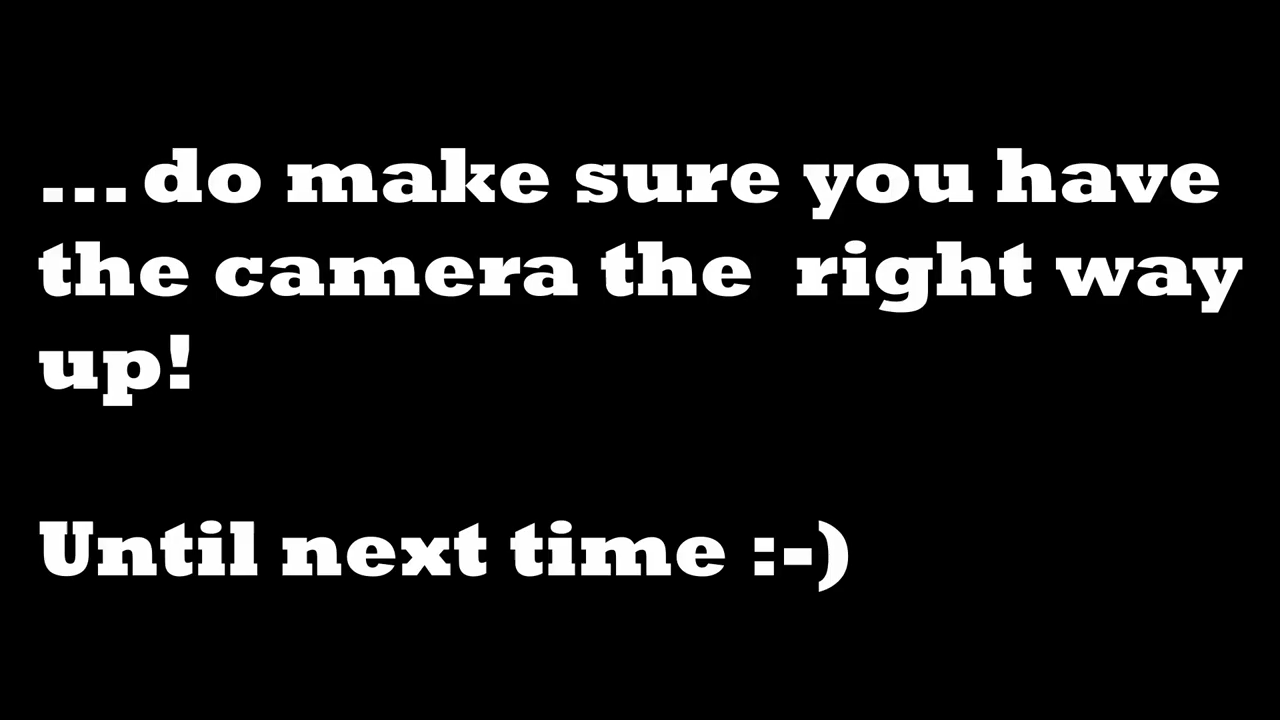 ...do make sure you have
the camera the  right way
up!
Until next time :-)